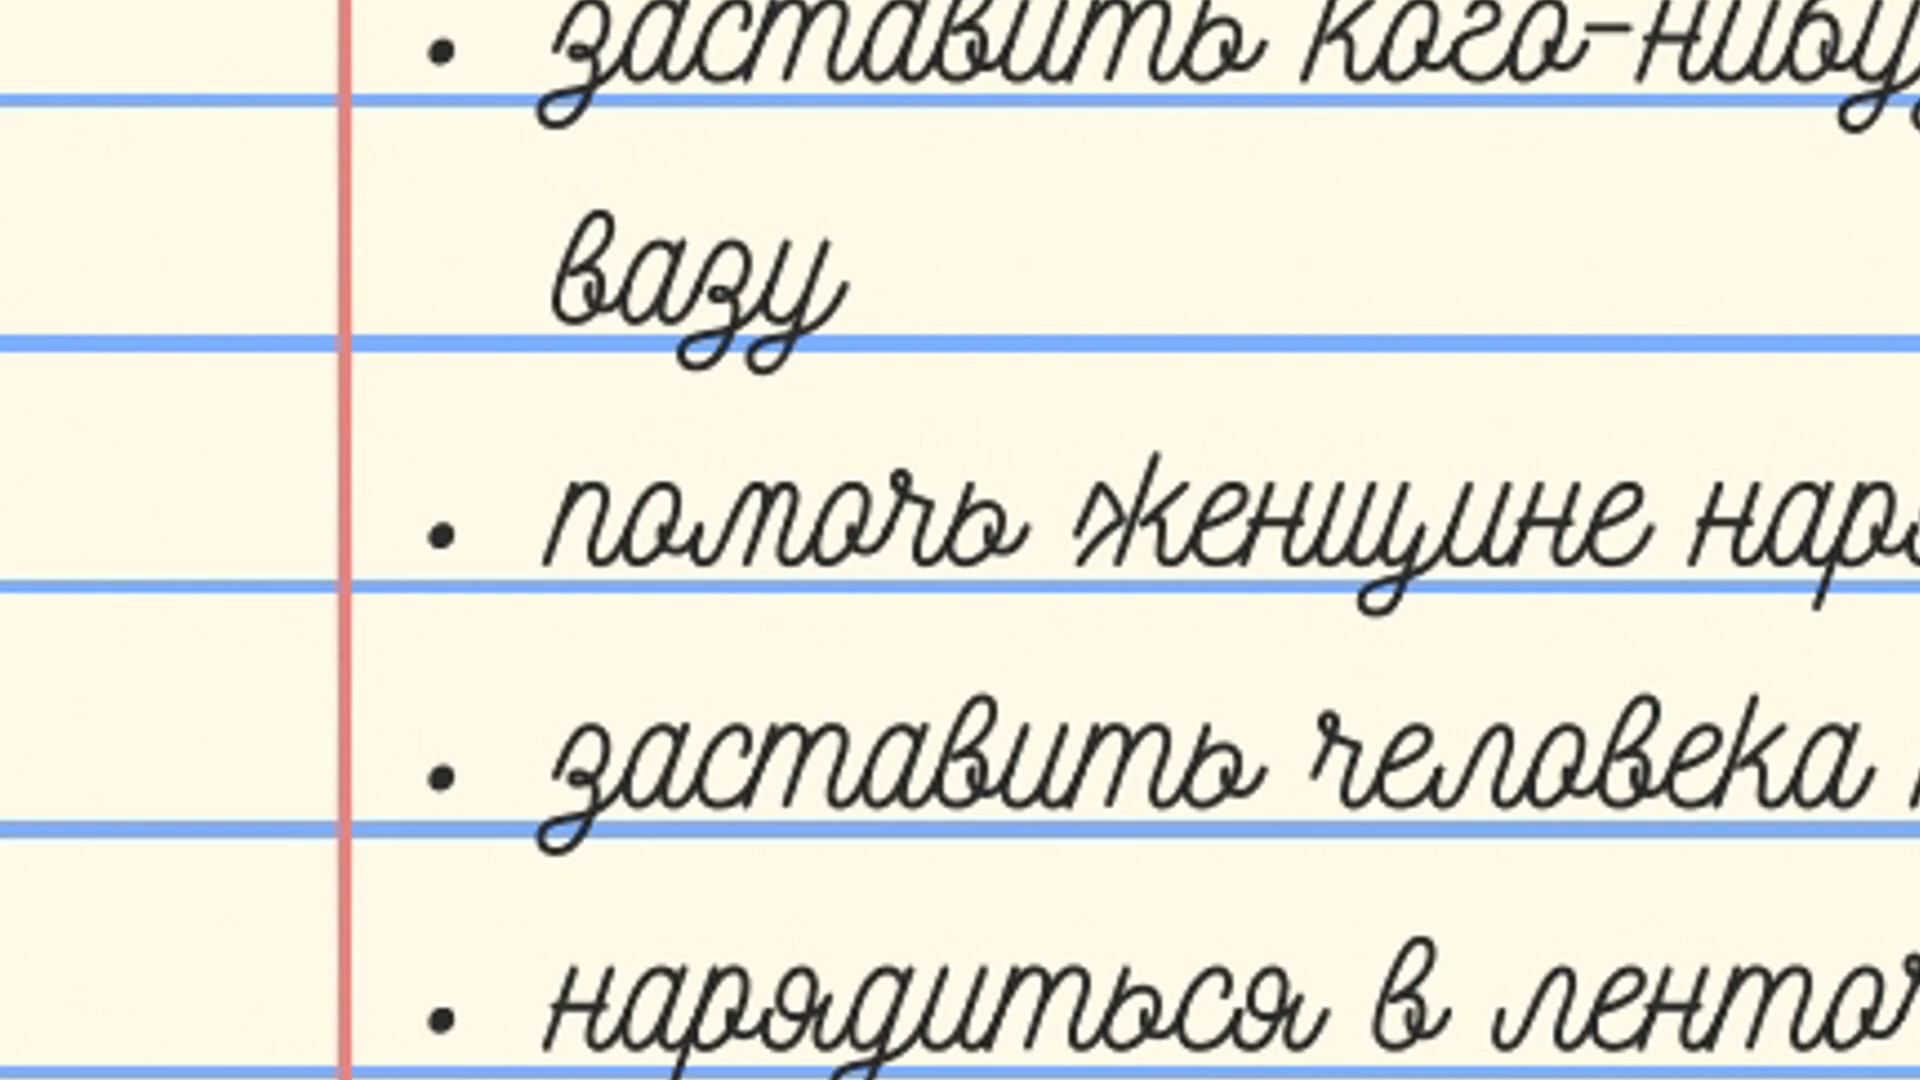 • заставить кого-нибу
вазу
• помочь женщине нар
• заставить человека
• нарядиться в ленто